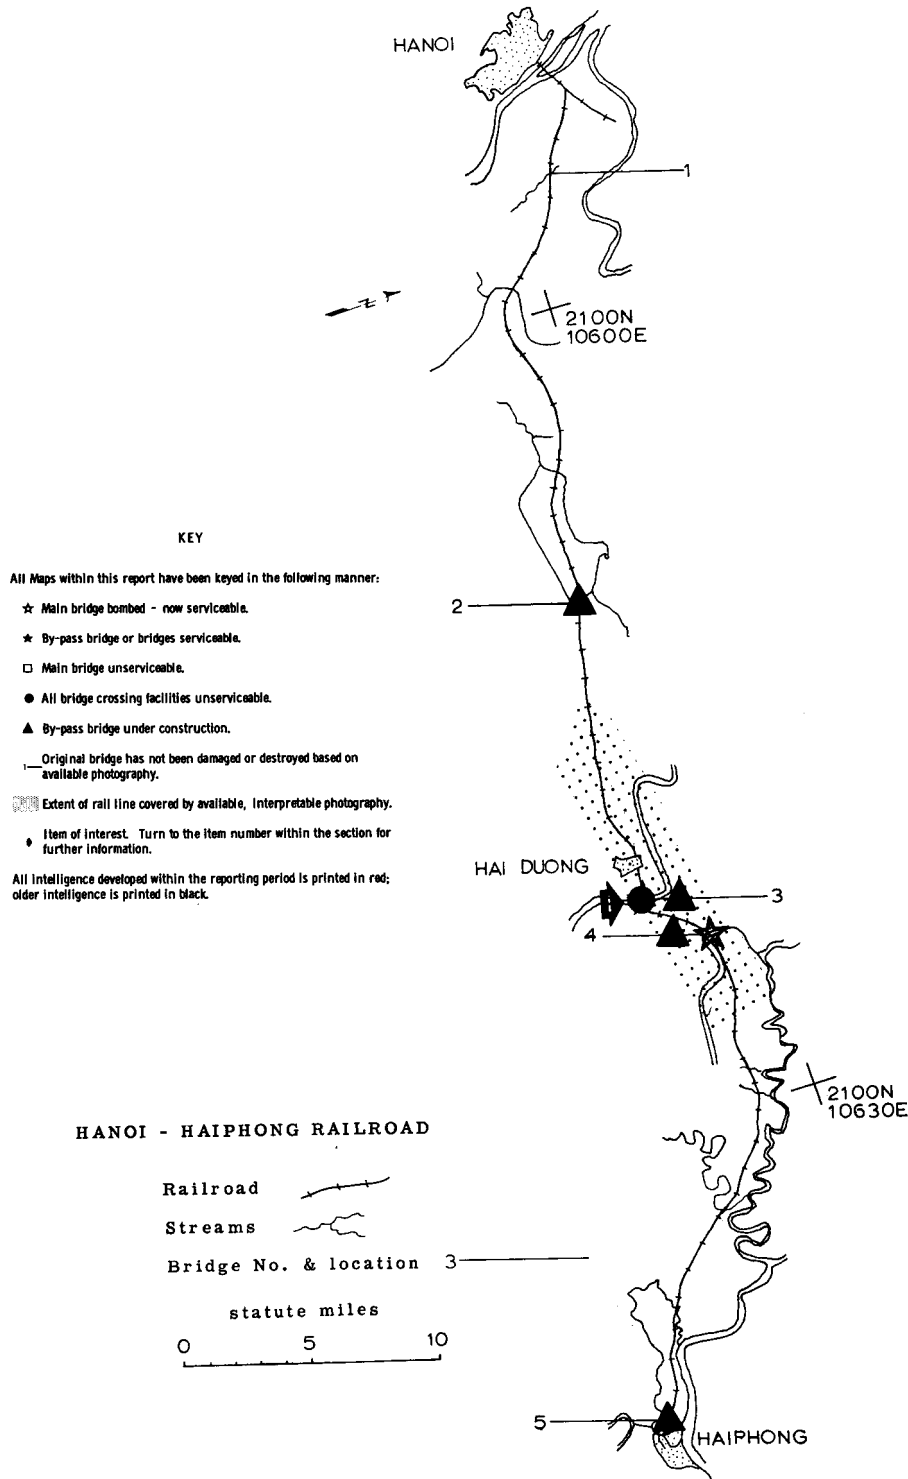 HANOI
1
N
2100N
10600E
KEY
All Maps within this report have been keyed in the following manner:
Main bridge bombed - now serviceable.
By-pass bridge or bridges serviceable.
Main bridge unserviceable.
All bridge crossing facilities unserviceable.
By-pass bridge under construction.
1
Original bridge has not been damaged or destroyed based on
available photography.
Extent of rail line covered by available, interpretable photography.
Item of interest. Turn to the item number within the section for
further information.
All intelligence developed within the reporting period is printed in red;
older intelligence is printed in black.
2
HAI DUONG
3
4
2100N
10630E
HANOI - HAIPHONG RAILROAD
Railroad
Streams
Bridge No. & location 3
statute miles
0 5 10
5
HAIPHONG